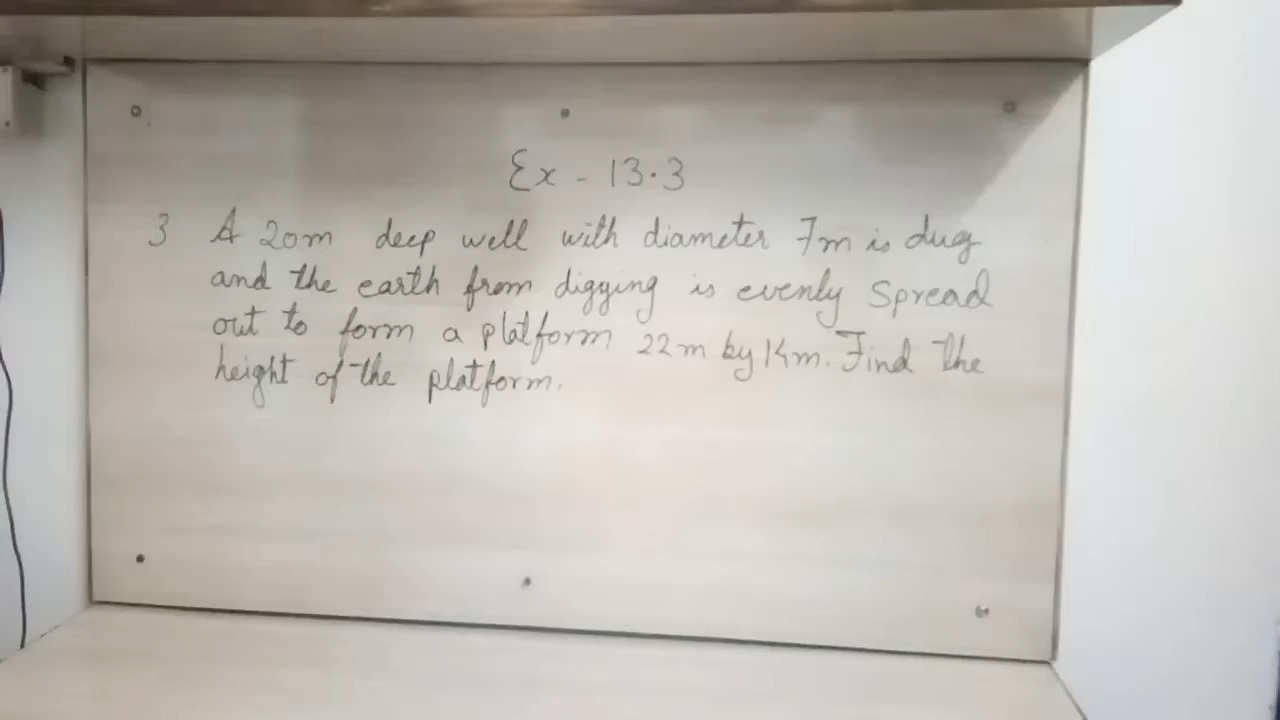 Ex - 13.3
3 A 20m deep well with diameter 7m is dug
and the earth from digging is evenly Spread
out to form a platform 22m by 14m. Find the
height of the platform.